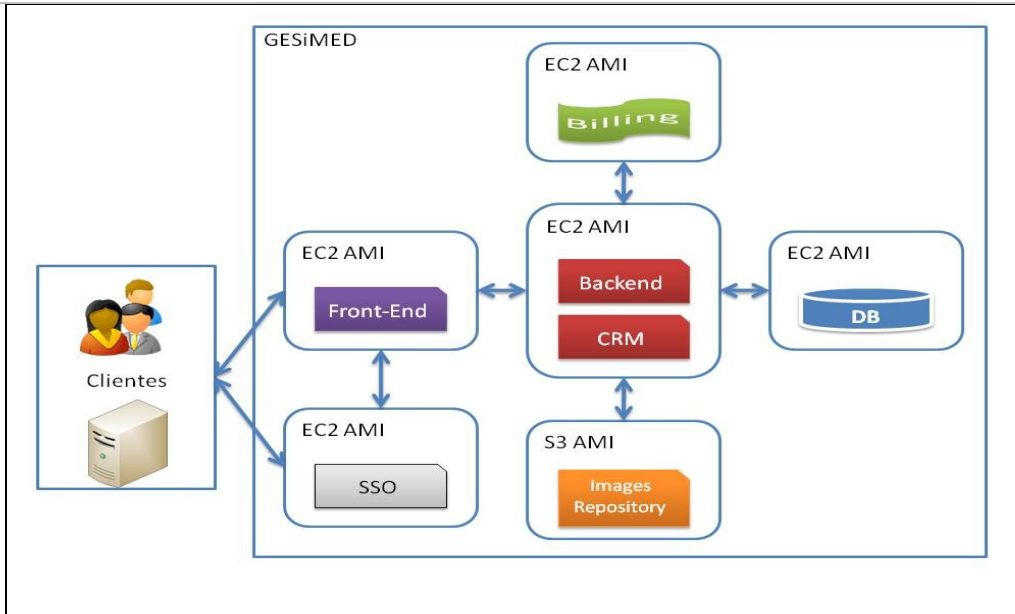 GESiMED
EC2 AMI
Billing
EC2 AMI
Front-End
EC2 AMI
Backend
CRM
EC2 AMI
DB
Clientes
EC2 AMI
SSO
S3 AMI
Images
Repository